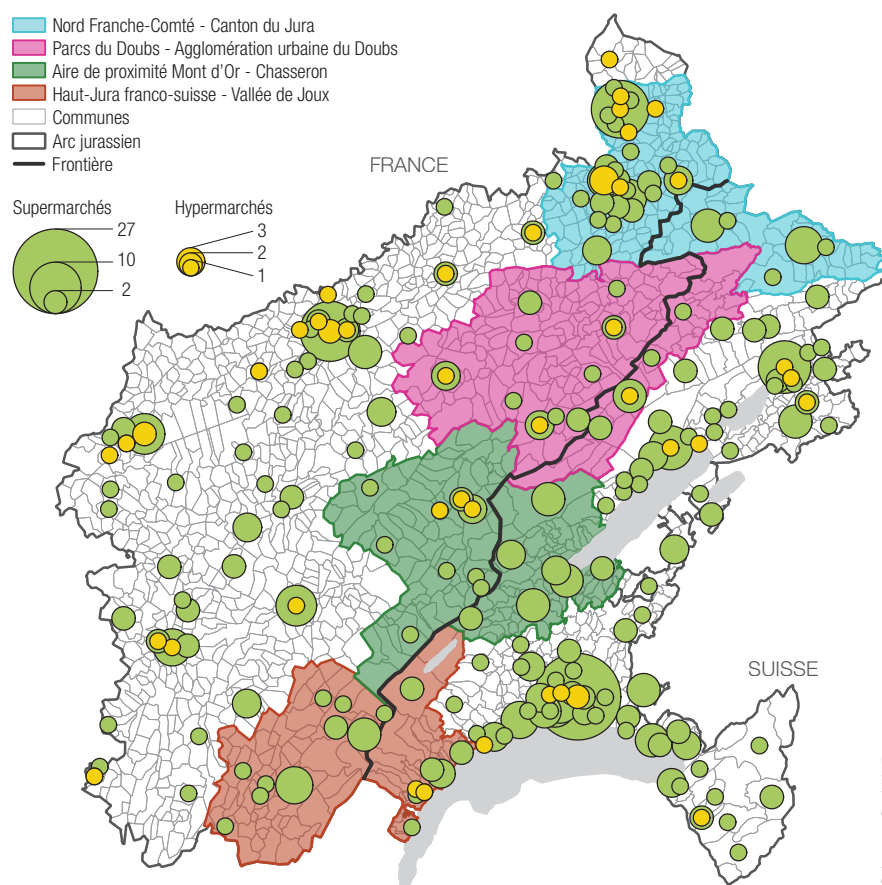 Nord Franche-Comté - Canton du Jura
Parcs du Doubs - Agglomération urbaine du Doubs
Aire de proximité Mont d'Or - Chasseron
Haut-Jura franco-suisse - Vallée de Joux
Communes
Arc jurassien
Frontière
FRANCE
Supermarchés
27
10
2
Hypermarchés
3
2
1
SUISSE